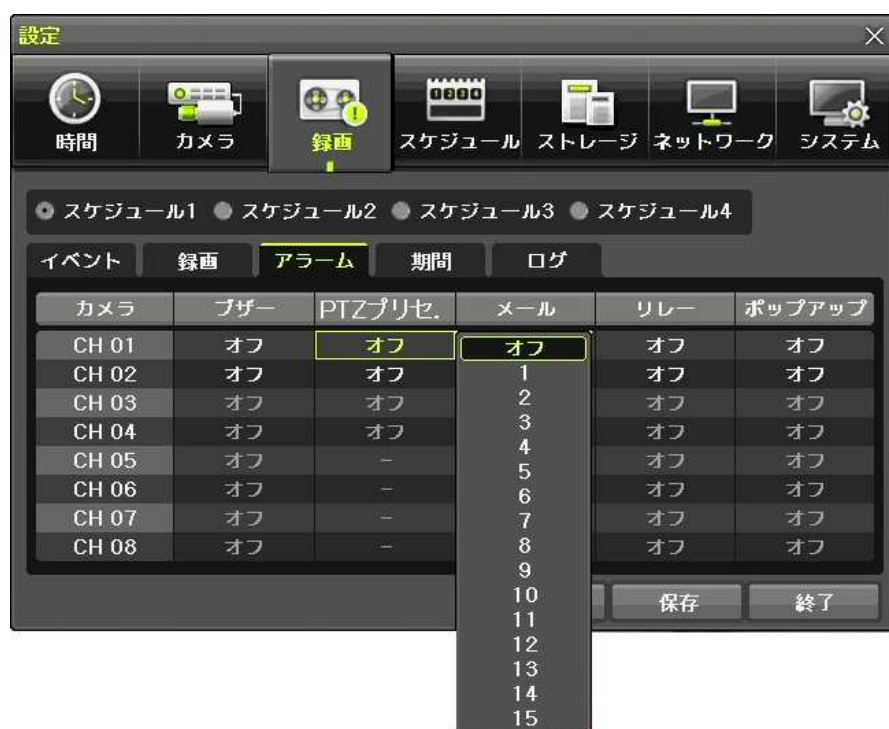 設定
時間 カメラ 録画 スケジュール ストレージ ネットワーク システム
スケジュール1 スケジュール2 スケジュール3 スケジュール4
イベント 録画 アラーム 期間 ログ
カメラ ブザー PTZプリセ. メール リレー ポップアップ
CH 01 オフ オフ オフ オフ オフ
CH 02 オフ オフ 1 オフ オフ
CH 03 オフ オフ 2 オフ オフ
CH 04 オフ オフ 3 オフ オフ
4
CH 05 オフ - 5 オフ オフ
CH 06 オフ - 6 オフ オフ
CH 07 オフ - 7 オフ オフ
CH 08 オフ - 8 オフ オフ
9
10 保存 終了
11
12
13
14
15